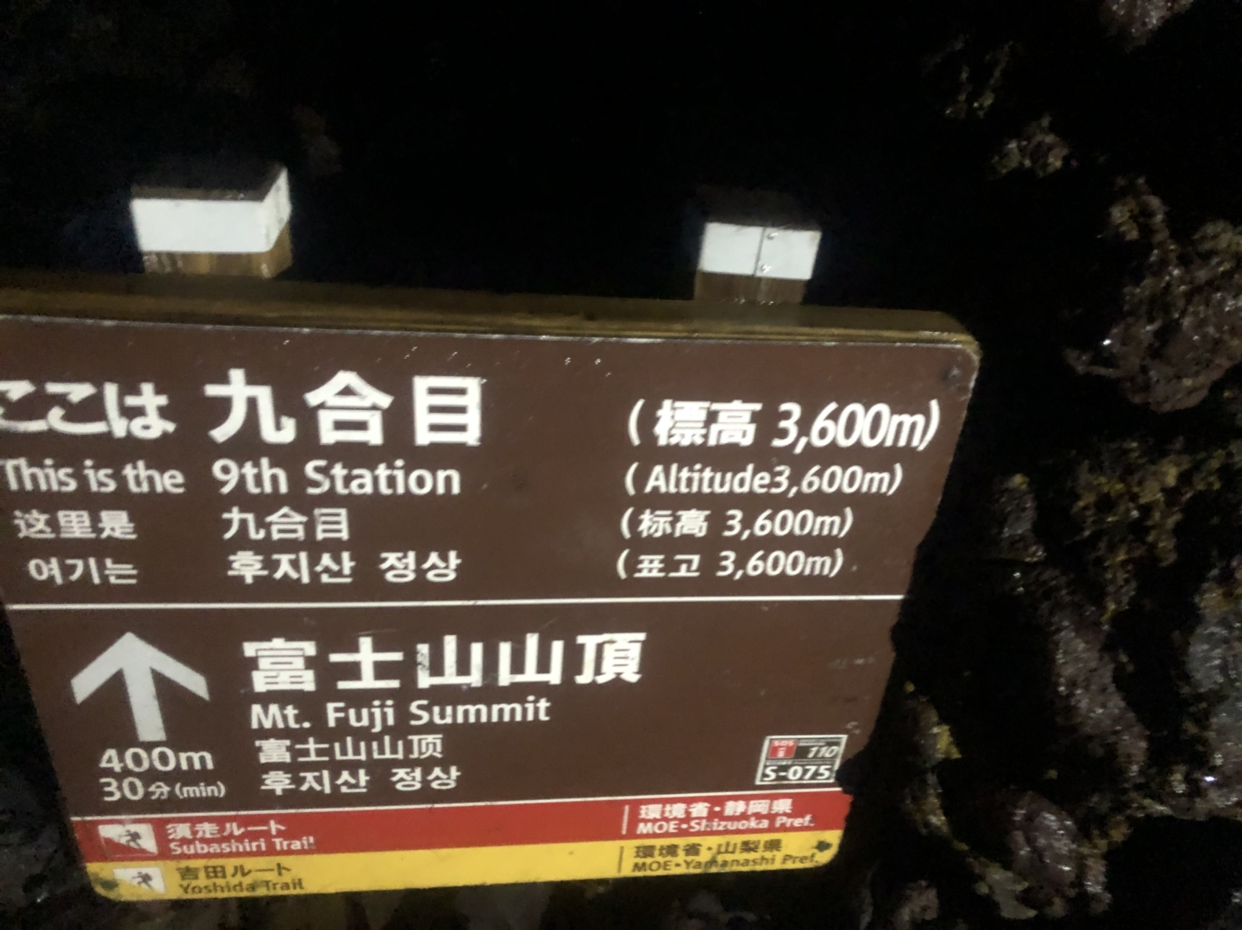 ここは 九合目 (標高 3,600m)
This is the 9th Station (Altitude3,600m)
这里是 九合目 (标高 3,600m)
여기는 후지산 정상 (표고 3,600m)
富士山山頂
Mt. Fuji Summit
富士山山顶
후지산 정상
400m
30分(min)
SOS
110
S-075
須走ルート 環境省・静岡県
Subashiri Trail MOE・Shizuoka Pref.
吉田ルート 環境省・山梨県
Yoshida Trail MOE・Yamanashi Pref.